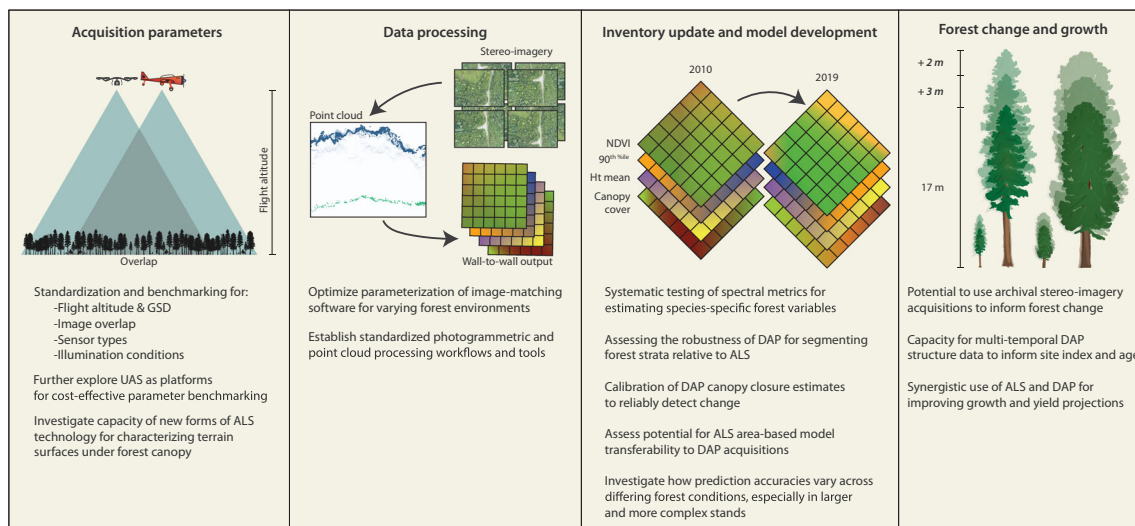 Acquisition parameters
Flight altitude
Overlap
Standardization and benchmarking for:
-Flight altitude & GSD
-Image overlap
-Sensor types
-Illumination conditions
Further explore UAS as platforms
for cost-effective parameter benchmarking
Investigate capacity of new forms of ALS
technology for characterizing terrain
surfaces under forest canopy
Data processing
Stereo-imagery
Point cloud
Wall-to-wall output
Optimize parameterization of image-matching
software for varying forest environments
Establish standardized photogrammetric and
point cloud processing workflows and tools
Inventory update and model development
2010
2019
NDVI
90th %ile
Ht mean
Canopy
cover
Systematic testing of spectral metrics for
estimating species-specific forest variables
Assessing the robustness of DAP for segmenting
forest strata relative to ALS
Calibration of DAP canopy closure estimates
to reliably detect change
Assess potential for ALS area-based model
transferability to DAP acquisitions
Investigate how prediction accuracies vary across
differing forest conditions, especially in larger
and more complex stands
Forest change and growth
+ 2 m
+ 3 m
17 m
Potential to use archival stereo-imagery
acquisitions to inform forest change
Capacity for multi-temporal DAP
structure data to inform site index and age
Synergistic use of ALS and DAP for
improving growth and yield projections